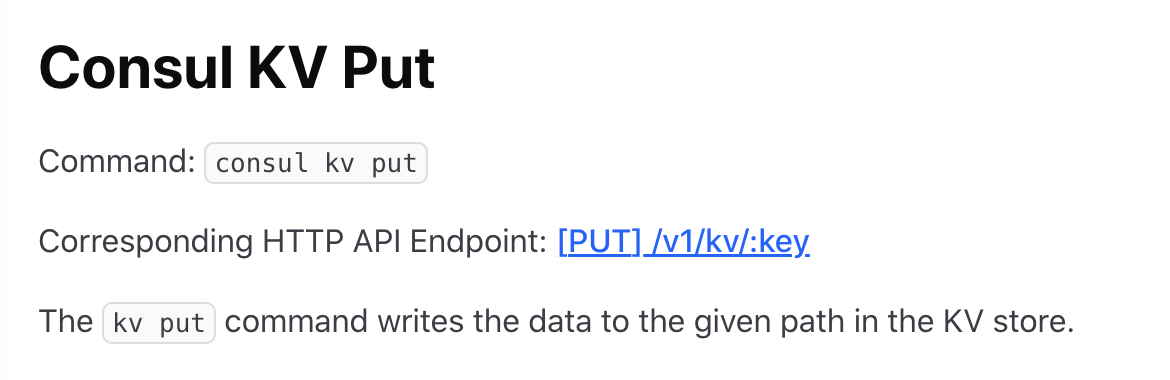 Consul KV Put
Command: consul kv put
Corresponding HTTP API Endpoint: [PUT] /v1/kv/:key
The kv put command writes the data to the given path in the KV store.